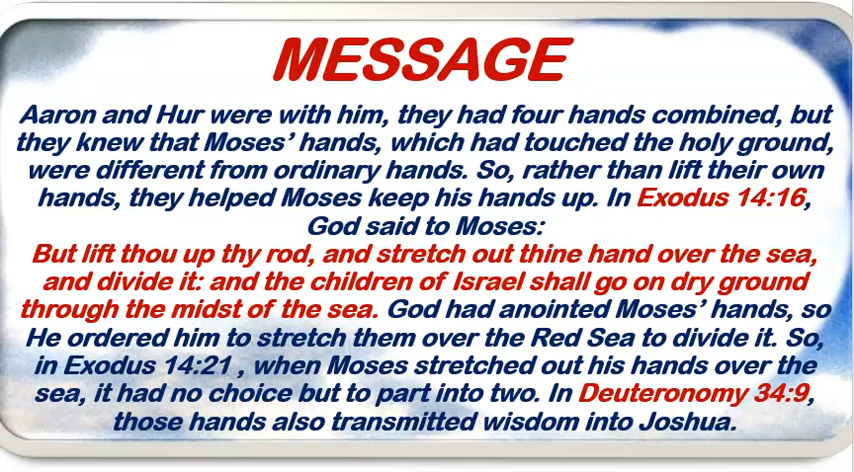 MESSAGE
Aaron and Hur were with him, they had four hands combined, but
they knew that Moses’ hands, which had touched the holy ground,
were different from ordinary hands. So, rather than lift their own
hands, they helped Moses keep his hands up. In Exodus 14:16,
God said to Moses:
But lift thou up thy rod, and stretch out thine hand over the sea,
and divide it: and the children of Israel shall go on dry ground
through the midst of the sea. God had anointed Moses’ hands, so
He ordered him to stretch them over the Red Sea to divide it. So,
in Exodus 14:21 , when Moses stretched out his hands over the
sea, it had no choice but to part into two. In Deuteronomy 34:9,
those hands also transmitted wisdom into Joshua.